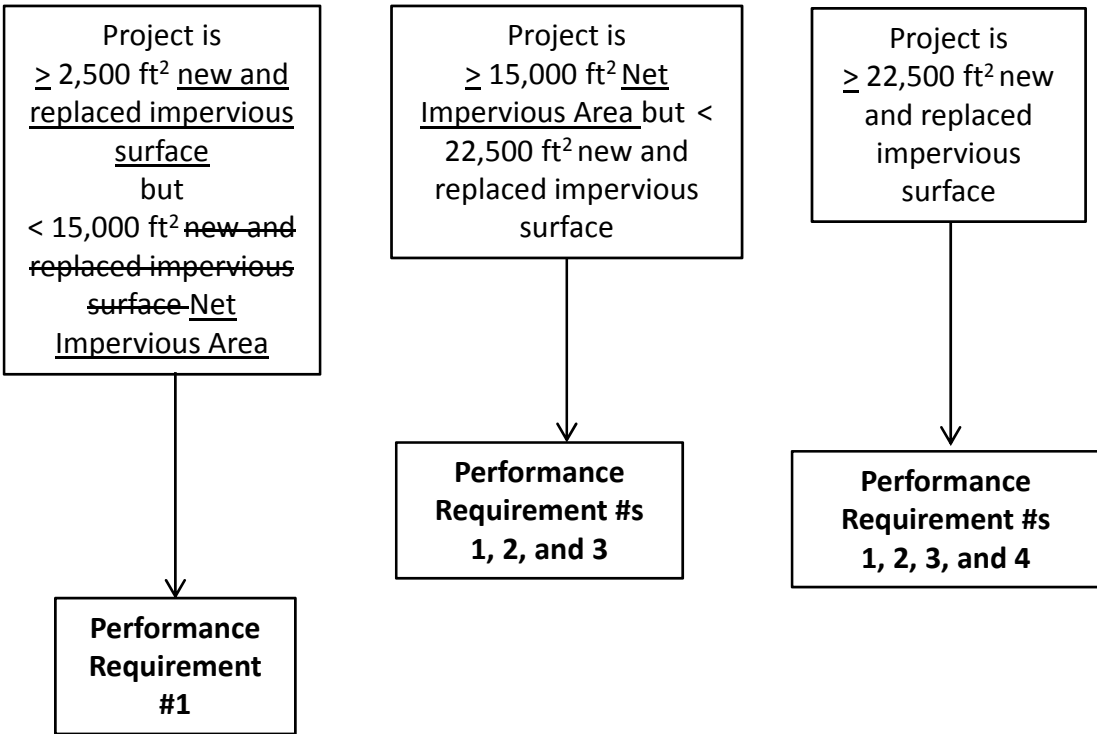 Project is
≥ 2,500 ft² new and
replaced impervious
surface
but
< 15,000 ft² new and
replaced impervious
surface Net
Impervious Area
Project is
≥ 15,000 ft² Net
Impervious Area but <
22,500 ft² new and
replaced impervious
surface
Project is
≥ 22,500 ft² new
and replaced
impervious
surface
Performance
Requirement #s
1, 2, and 3
Performance
Requirement #s
1, 2, 3, and 4
Performance
Requirement
#1